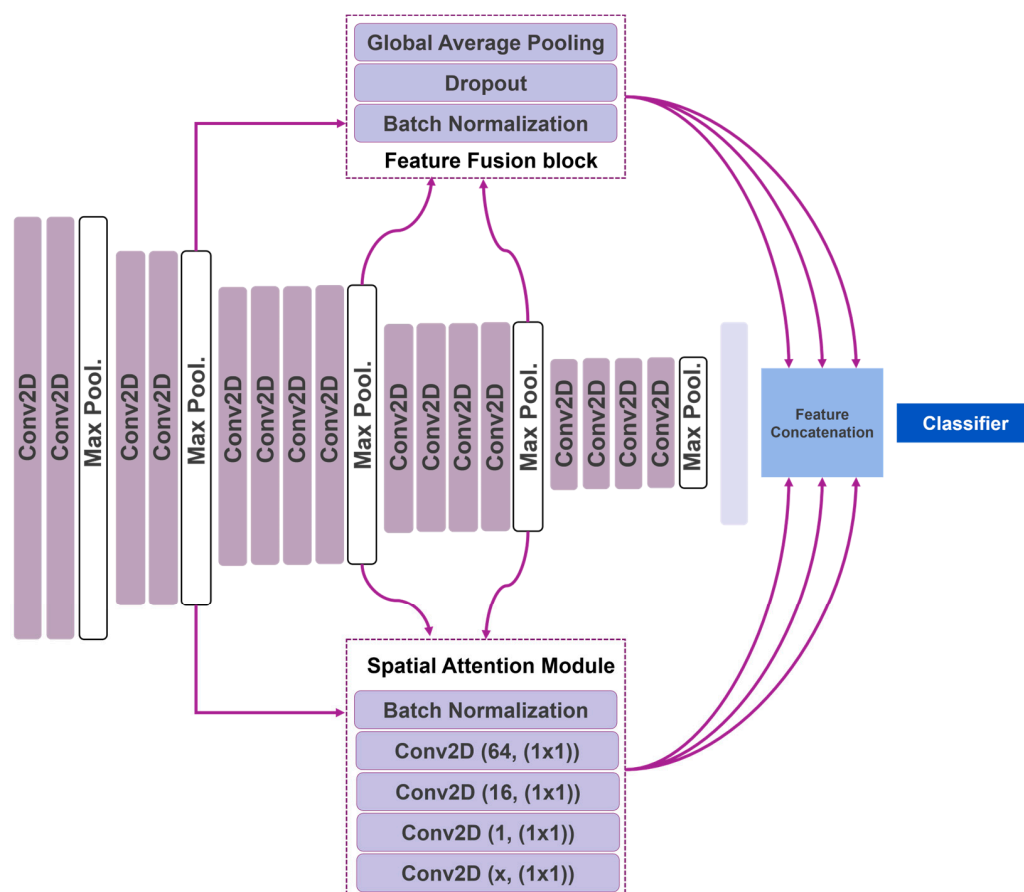 Global Average Pooling
Dropout
Batch Normalization
Feature Fusion block
Conv2D
Conv2D
Max Pool.
Conv2D
Conv2D
Max Pool.
Conv2D
Conv2D
Conv2D
Conv2D
Max Pool.
Conv2D
Conv2D
Conv2D
Conv2D
Max Pool.
Conv2D
Conv2D
Conv2D
Conv2D
Max Pool.
Feature
Concatenation
Classifier
Spatial Attention Module
Batch Normalization
Conv2D (64, (1x1))
Conv2D (16, (1x1))
Conv2D (1, (1x1))
Conv2D (x, (1x1))